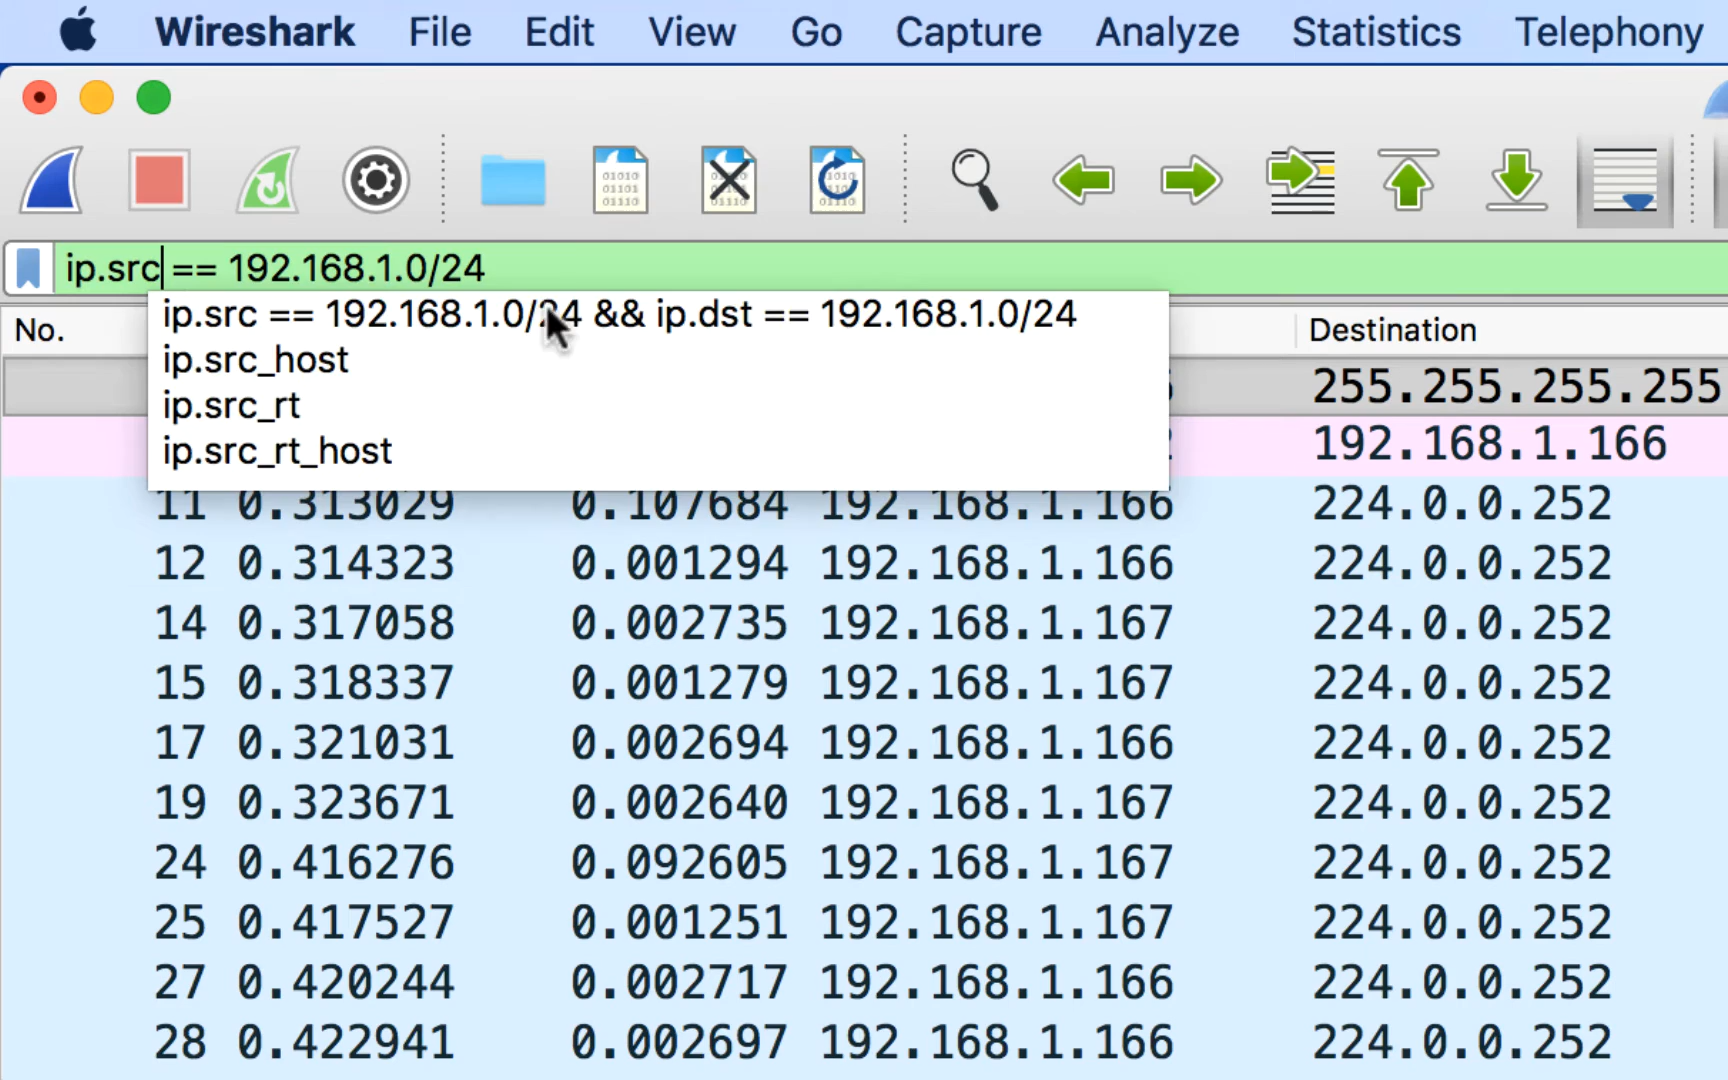 Wireshark File Edit View Go Capture Analyze Statistics Telephony
ip.src == 192.168.1.0/24
ip.src == 192.168.1.0/24 && ip.dst == 192.168.1.0/24
ip.src_host
ip.src_rt
ip.src_rt_host
No. Destination
255.255.255.255
192.168.1.166
11 0.313029 0.107684 192.168.1.166 224.0.0.252
12 0.314323 0.001294 192.168.1.166 224.0.0.252
14 0.317058 0.002735 192.168.1.167 224.0.0.252
15 0.318337 0.001279 192.168.1.167 224.0.0.252
17 0.321031 0.002694 192.168.1.166 224.0.0.252
19 0.323671 0.002640 192.168.1.167 224.0.0.252
24 0.416276 0.092605 192.168.1.167 224.0.0.252
25 0.417527 0.001251 192.168.1.167 224.0.0.252
27 0.420244 0.002717 192.168.1.166 224.0.0.252
28 0.422941 0.002697 192.168.1.166 224.0.0.252